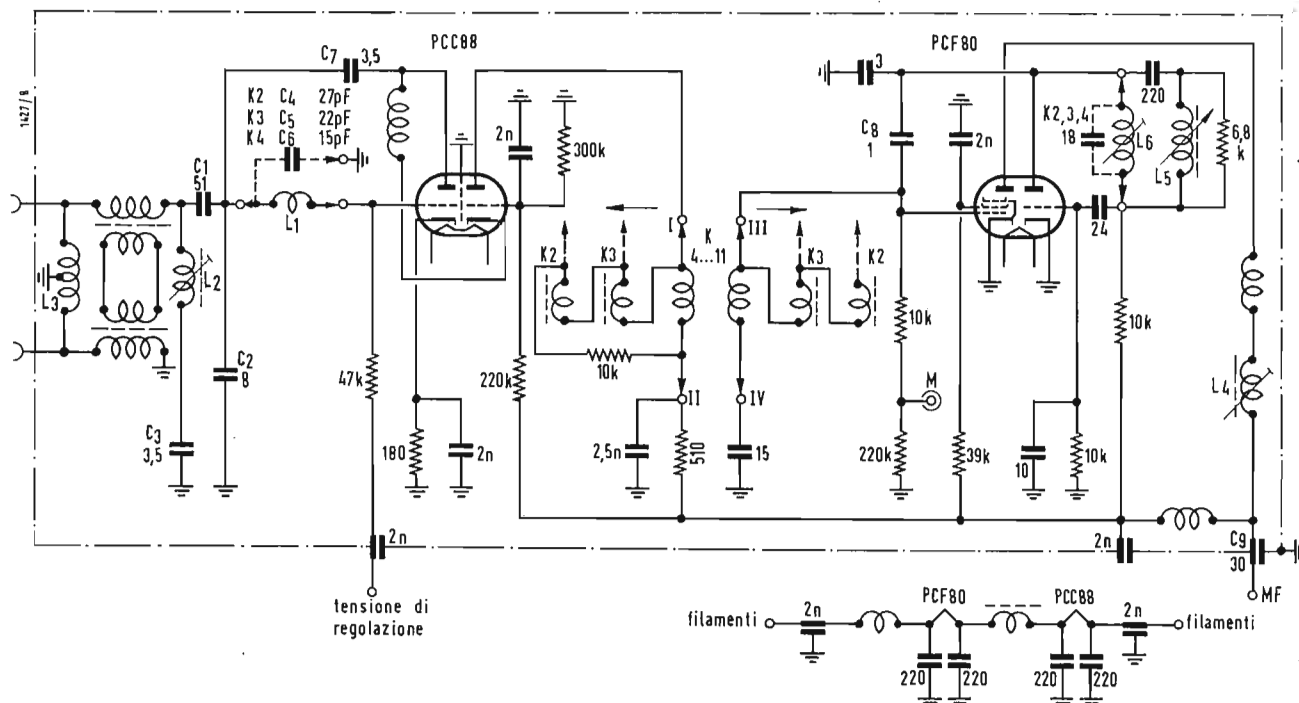 PCC88
PCF80
1427/8
C7 3,5
K2 C4 27pF
K3 C5 22pF
K4 C6 15pF
2n
300k
3
C8
1
2n
220
K2,3,4
18
L6
L5
6,8
k
C1
51
L1
24
I
III
K
4...11
K2
K3
K3
K2
L3
L2
C2
8
C3
3,5
47k
180
2n
220k
10k
II
IV
2,5n
510
15
10k
M
220k
39k
10
10k
10k
L4
2n
2n
C9
30
MF
tensione di
regolazione
filamenti
2n
PCF80
PCC88
2n
filamenti
220
220
220
220